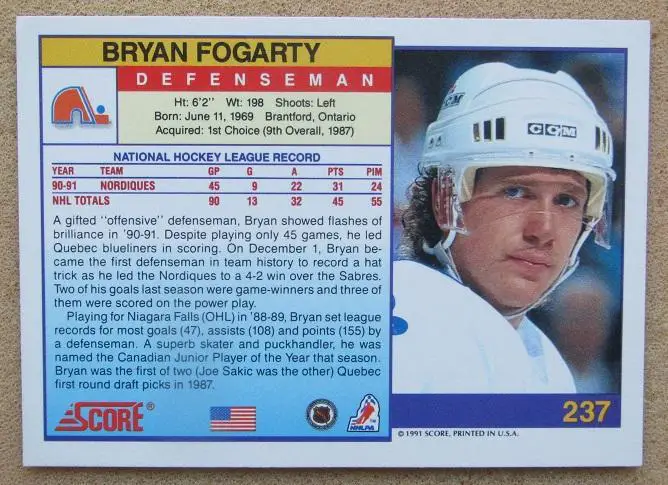 BRYAN FOGARTY
DEFENSEMAN
Ht: 6'2" Wt: 198 Shoots: Left
Born: June 11, 1969 Brantford, Ontario
Acquired: 1st Choice (9th Overall, 1987)
NATIONAL HOCKEY LEAGUE RECORD
YEAR TEAM GP G A PTS PIM
90-91 NORDIQUES 45 9 22 31 24
NHL TOTALS 90 13 32 45 55
A gifted "offensive" defenseman, Bryan showed flashes of
brilliance in '90-91. Despite playing only 45 games, he led
Quebec blueliners in scoring. On December 1, Bryan be-
came the first defenseman in team history to record a hat
trick as he led the Nordiques to a 4-2 win over the Sabres.
Two of his goals last season were game-winners and three of
them were scored on the power play.
Playing for Niagara Falls (OHL) in '88-89, Bryan set league
records for most goals (47), assists (108) and points (155) by
a defenseman. A superb skater and puckhandler, he was
named the Canadian Junior Player of the Year that season.
Bryan was the first of two (Joe Sakic was the other) Quebec
first round draft picks in 1987.
SCORE®
NHLPA™
CCM
237
© 1991 SCORE, PRINTED IN U.S.A.